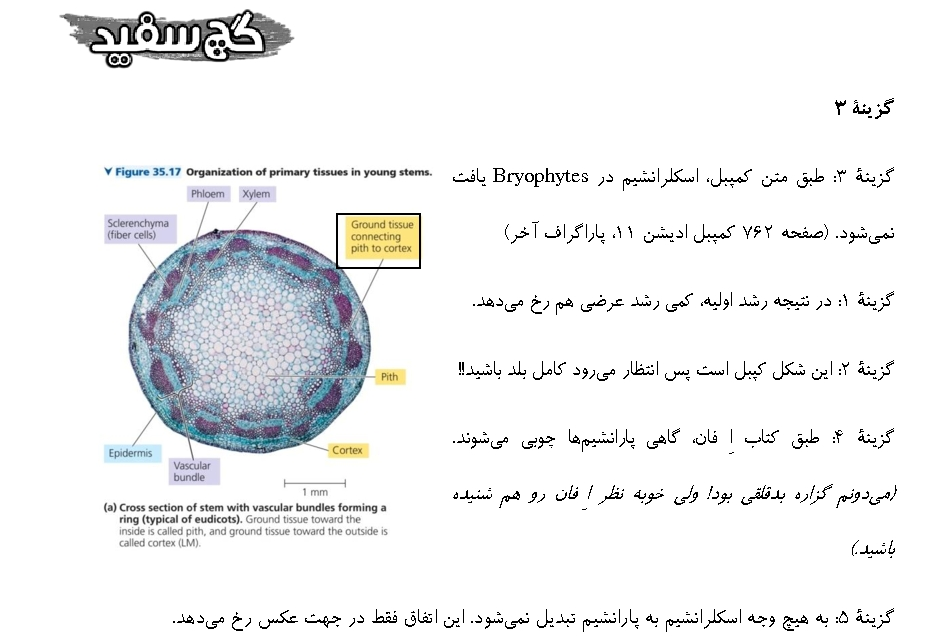 گچ سفید
گزینهٔ ۳
گزینهٔ ۳: طبق متن کمپبل، اسکلرانشیم در Bryophytes یافت
نمی‌شود. (صفحه ۷۶۲ کمپبل ادیشن ۱۱، پاراگراف آخر)
گزینهٔ ۱: در نتیجه رشد اولیه، کمی رشد عرضی هم رخ می‌دهد.
گزینهٔ ۲: این شکل کپبل است پس انتظار می‌رود کامل بلد باشید!!
گزینهٔ ۴: طبق کتاب اِ فان، گاهی پارانشیم‌ها چوبی می‌شوند.
(می‌دونم گزاره بدقلقی بود! ولی خوبه نظر اِ فان رو هم شنیده
باشید.)
Figure 35.17 Organization of primary tissues in young stems.
Phloem
Xylem
Sclerenchyma
(fiber cells)
Ground tissue
connecting
pith to cortex
Pith
Cortex
Epidermis
Vascular
bundle
1 mm
(a) Cross section of stem with vascular bundles forming a
ring (typical of eudicots). Ground tissue toward the
inside is called pith, and ground tissue toward the outside is
called cortex (LM).
گزینهٔ ۵: به هیچ وجه اسکلرانشیم به پارانشیم تبدیل نمی‌شود. این اتفاق فقط در جهت عکس رخ می‌دهد.